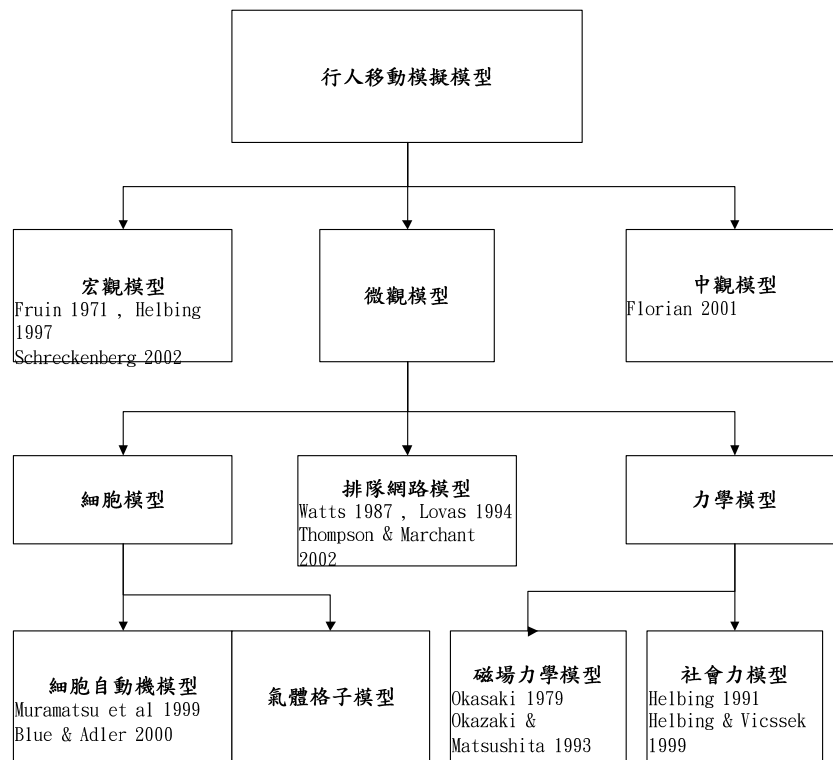 行人移動模擬模型
宏觀模型
Fruin 1971 , Helbing
1997
Schreckenberg 2002
微觀模型
中觀模型
Florian 2001
細胞模型
排隊網路模型
Watts 1987 , Lovas 1994
Thompson & Marchant
2002
力學模型
細胞自動機模型
Muramatsu et al 1999
Blue & Adler 2000
氣體格子模型
磁場力學模型
Okasaki 1979
Okazaki &
Matsushita 1993
社會力模型
Helbing 1991
Helbing & Vicssek
1999